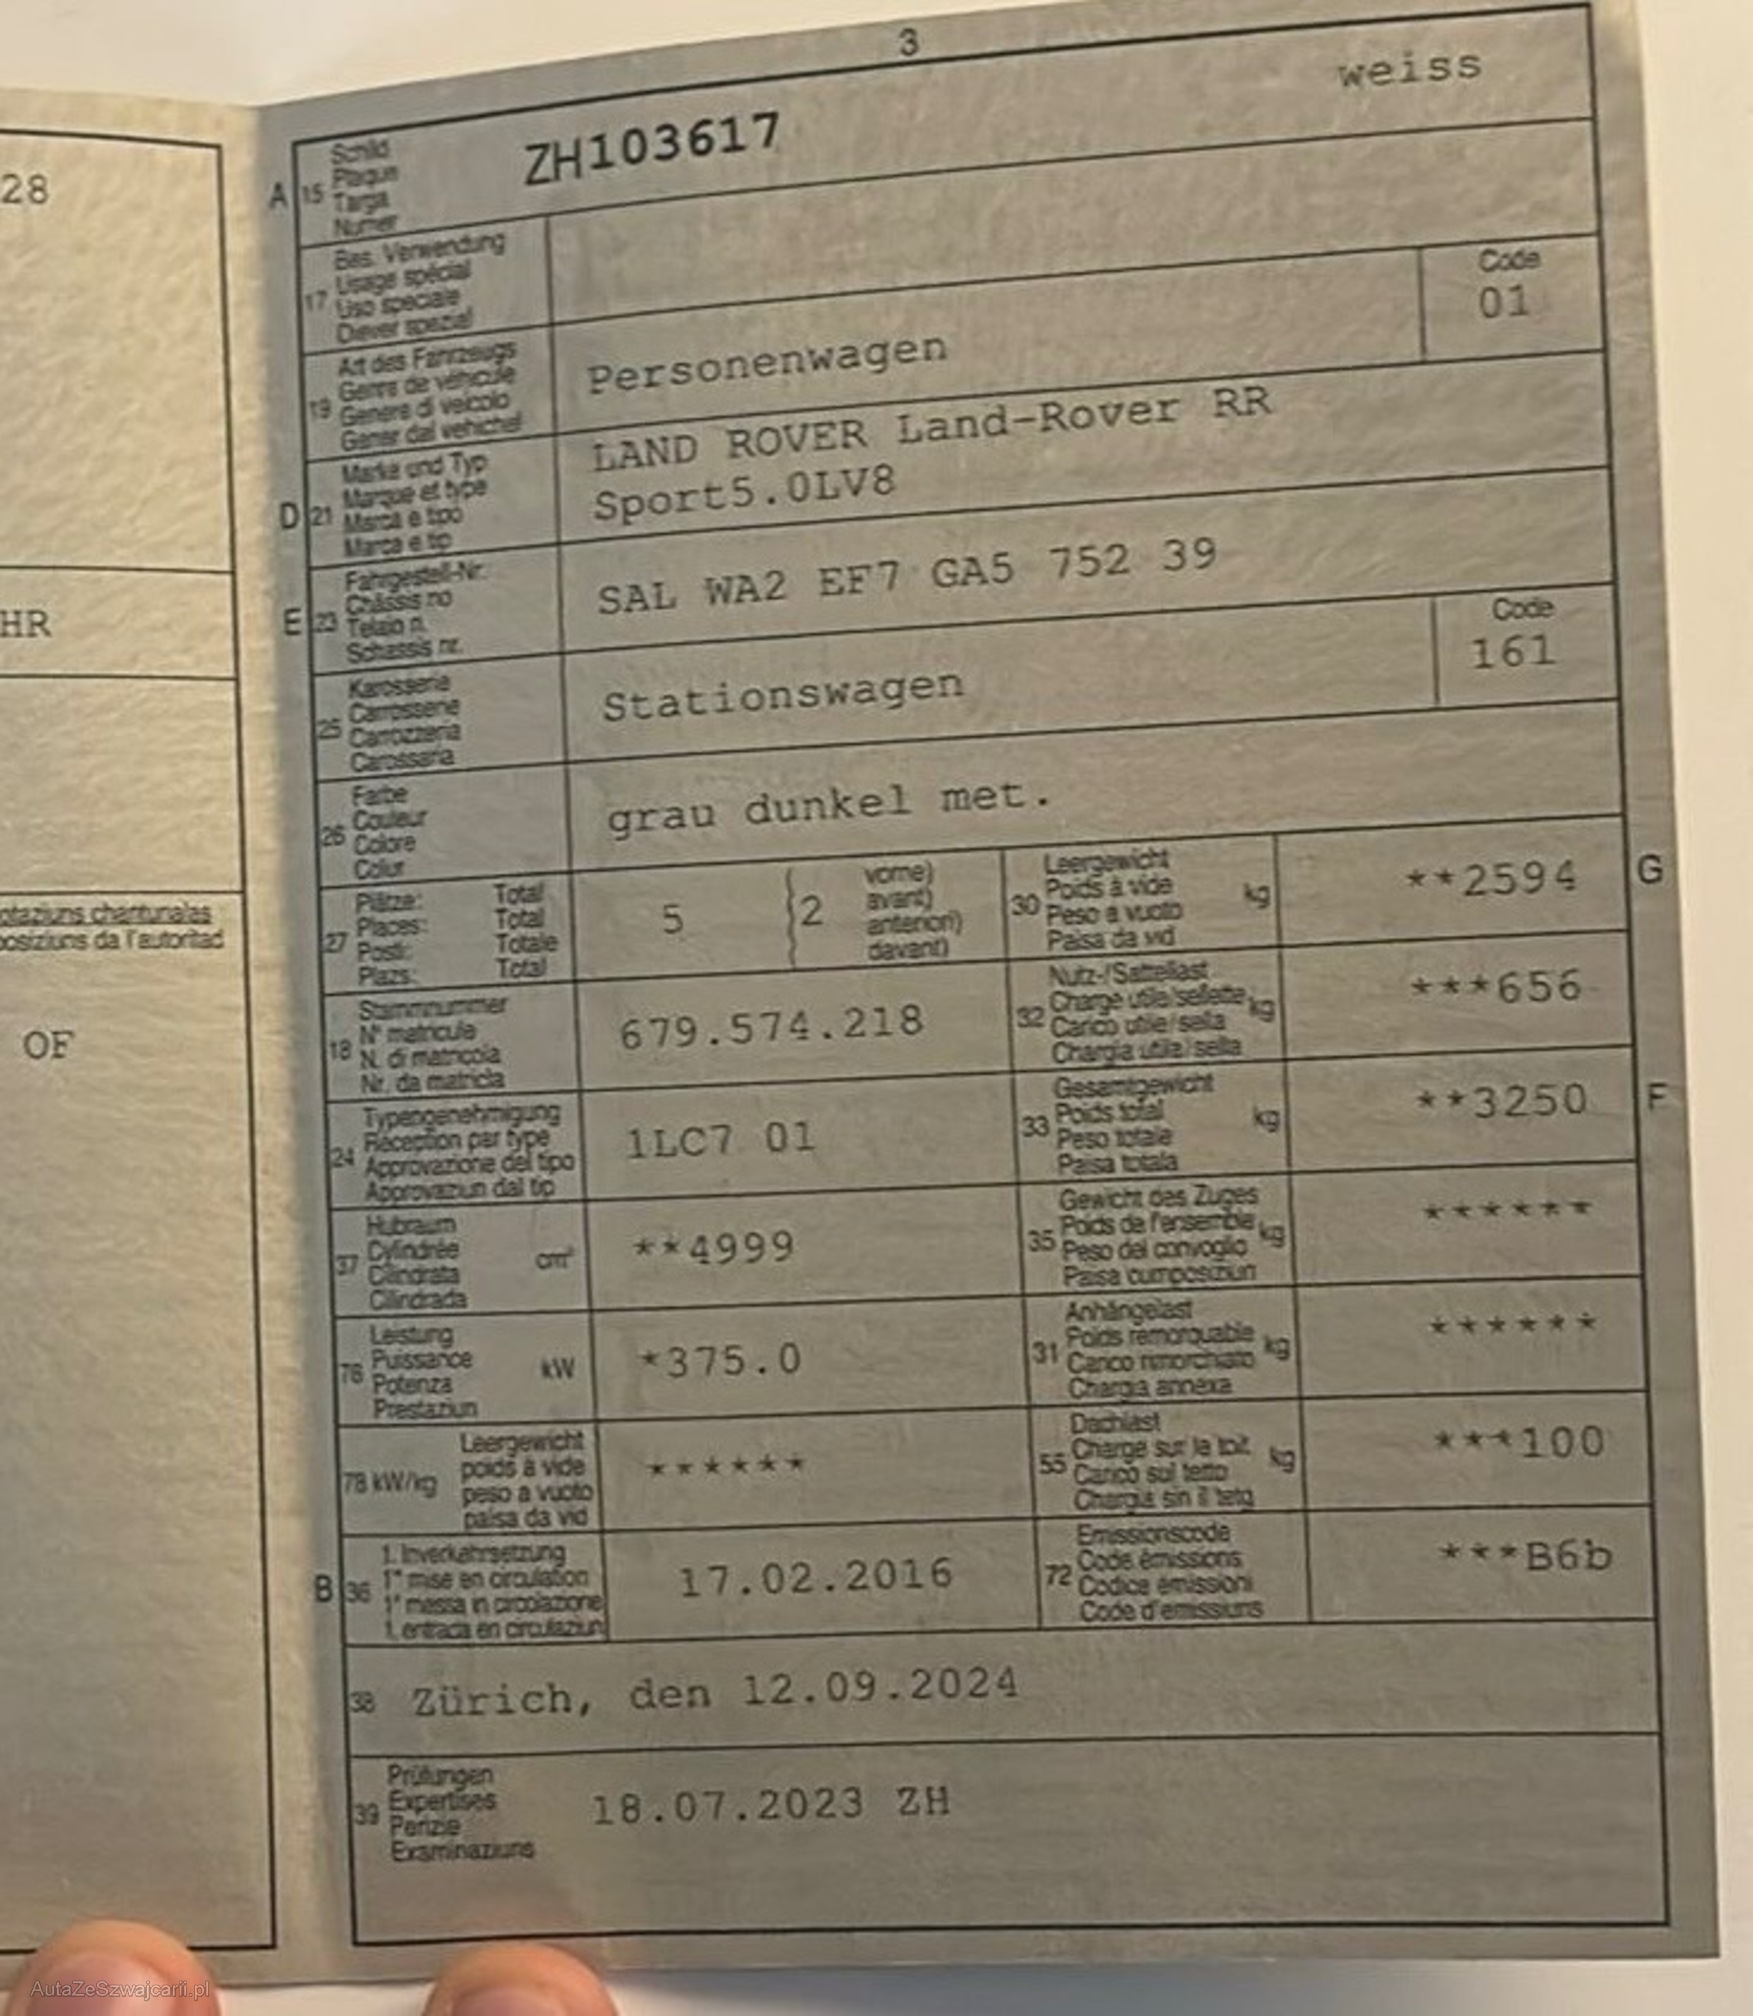 3
28
HR
otaziuns chantunalas
posiziuns da l'autoritad
OF
A 15 Schild
Plaque
Targa
Numer
ZH103617
weiss
17 Bes. Verwendung
Usage spécial
Uso speciale
Diever spezial
19 Art des Fahrzeugs
Genre de véhicule
Genere di veicolo
Gener dal vehichel
Personenwagen
Code
01
D 21 Marke und Typ
Marque et type
Marca e tipo
Marca e tip
LAND ROVER Land-Rover RR
Sport5.0LV8
E 23 Fahrgestell-Nr.
Châssis no
Telaio n.
Schassis nr.
SAL WA2 EF7 GA5 752 39
25 Karosserie
Carrosserie
Carrozzeria
Carossaria
Stationswagen
Code
161
26 Farbe
Couleur
Colore
Colur
grau dunkel met.
27 Plätze: Total
Places: Total
Posti: Totale
Plazs: Total
5 2
vorne)
avant)
anteriori)
davant)
30 Leergewicht
Poids à vide
Peso a vuoto
Paisa da vid
kg
**2594 G
18 Stammnummer
N° matricule
N. di matricola
Nr. da matricla
679.574.218
32 Nutz-/Sattellast
Charge utile/sellette
Carico utile/sella
Chargia utila/sella
kg
***656
24 Typengenehmigung
Réception par type
Approvazione del tipo
Approvaziun dal tip
1LC7 01
33 Gesamtgewicht
Poids total
Peso totale
Paisa totala
kg
**3250 F
37 Hubraum
Cylindrée
Cilindrata
Cilindrada
cm³
**4999
35 Gewicht des Zuges
Poids de l'ensemble
Peso del convoglio
Paisa cumposiziun
kg
******
76 Leistung
Puissance
Potenza
Prestaziun
kW
*375.0
31 Anhängelast
Poids remorquable
Carico rimorchiato
Chargia annexa
kg
******
78 kW/kg
Leergewicht
poids à vide
peso a vuoto
paisa da vid
******
55 Dachlast
Charge sur le toit
Carico sul tetto
Chargia sin il tetg
kg
***100
B 36 1. Inverkehrsetzung
1re mise en circulation
1a messa in circolazione
1. entrada en circulaziun
17.02.2016
72 Emissionscode
Code émissions
Codice emissioni
Code d'emissiuns
***B6b
38 Zürich, den 12.09.2024
39 Prüfungen
Expertises
Perizie
Examinaziuns
18.07.2023 ZH
AutaZeSzwajcarii.pl